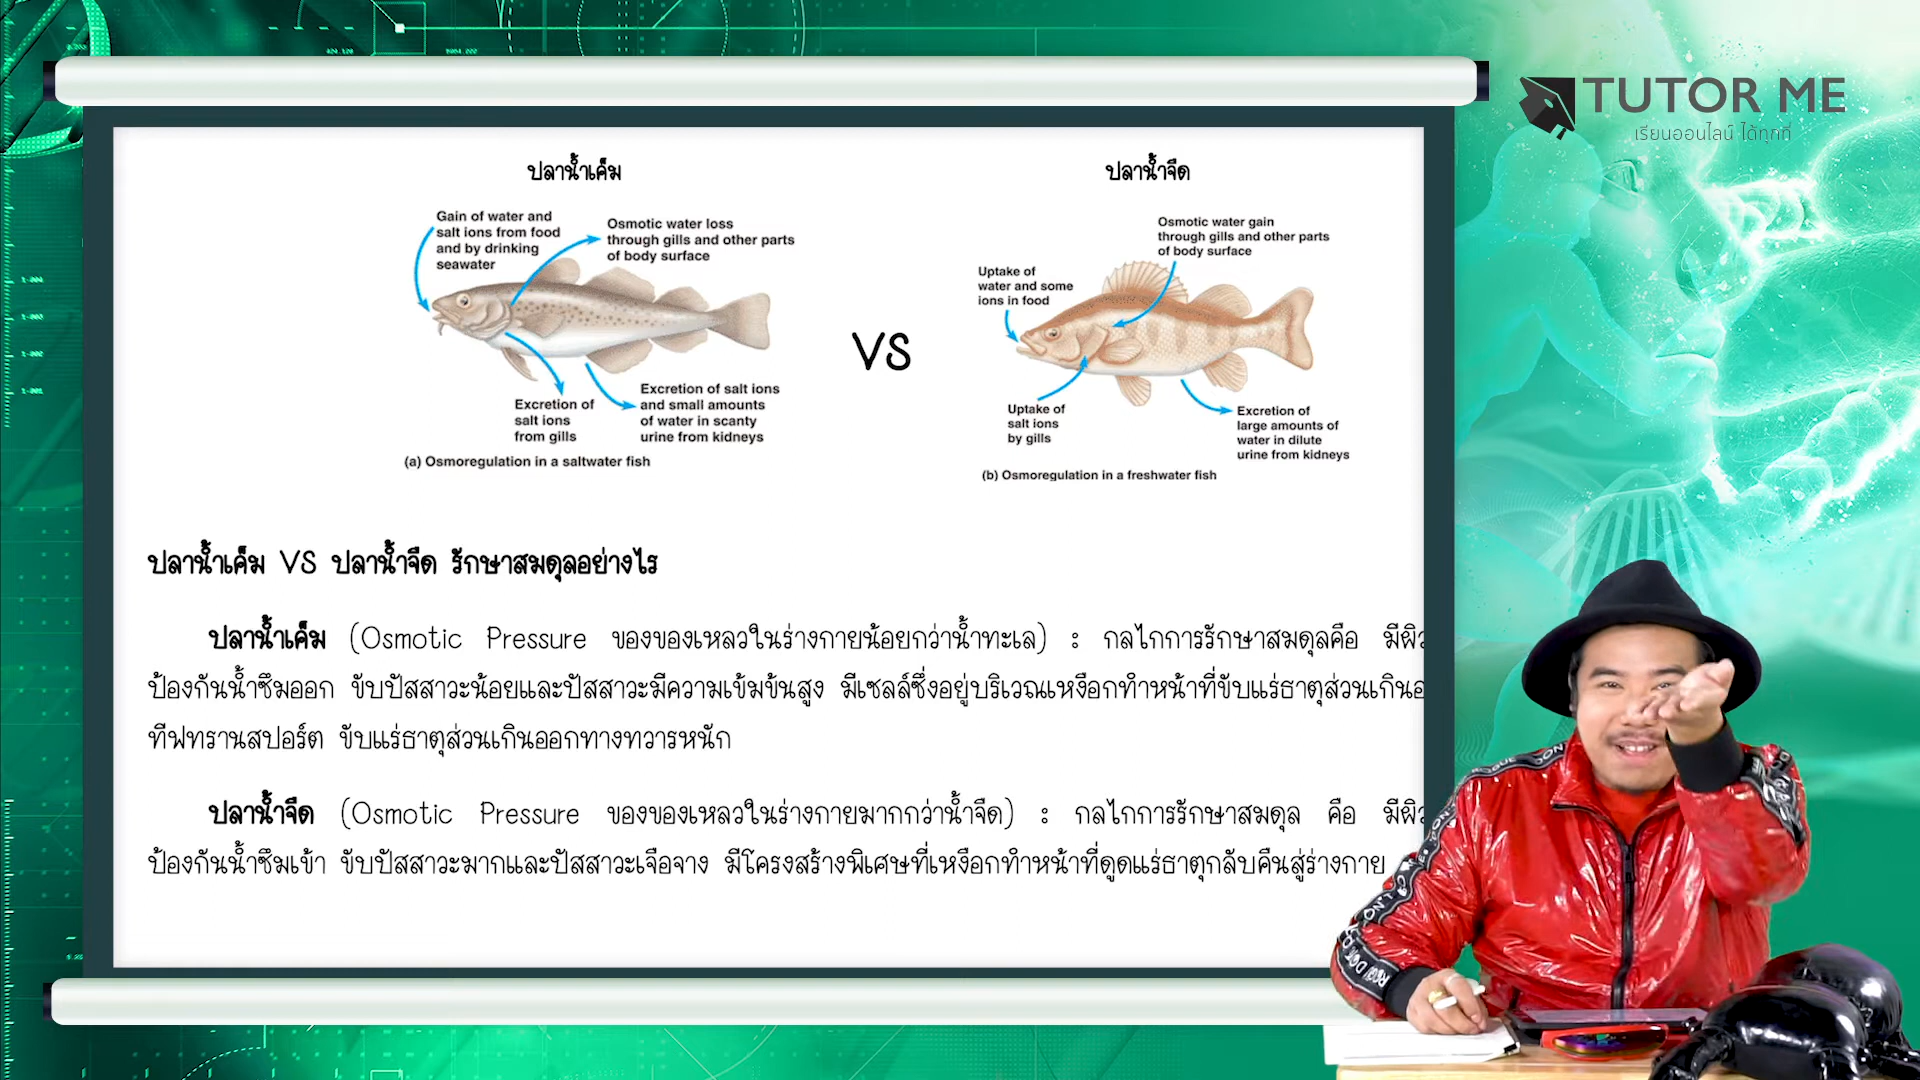 TUTOR ME
เรียนออนไลน์ ได้ทุกที่
ปลาน้ำเค็ม
ปลาน้ำจืด
Gain of water and
salt ions from food
and by drinking
seawater
Osmotic water loss
through gills and other parts
of body surface
Excretion of
salt ions
from gills
Excretion of salt ions
and small amounts
of water in scanty
urine from kidneys
(a) Osmoregulation in a saltwater fish
VS
Osmotic water gain
through gills and other parts
of body surface
Uptake of
water and some
ions in food
Uptake of
salt ions
by gills
Excretion of
large amounts of
water in dilute
urine from kidneys
(b) Osmoregulation in a freshwater fish
ปลาน้ำเค็ม VS ปลาน้ำจืด รักษาสมดุลอย่างไร
ปลาน้ำเค็ม (Osmotic Pressure ของของเหลวในร่างกายน้อยกว่าน้ำทะเล) : กลไกการรักษาสมดุลคือ
ป้องกันน้ำซึมออก ขับปัสสาวะน้อยและปัสสาวะมีความเข้มข้นสูง มีเซลล์ซึ่งอยู่บริเวณเหงือกทำหน้าที่ขับแร่ธาตุส่วนเกิน
ทีฟทรานสปอร์ต ขับแร่ธาตุส่วนเกินออกทางทวารหนัก
ปลาน้ำจืด (Osmotic Pressure ของของเหลวในร่างกายมากกว่าน้ำจืด) : กลไกการรักษาสมดุล คือ
ป้องกันน้ำซึมเข้า ขับปัสสาวะมากและปัสสาวะเจือจาง มีโครงสร้างพิเศษที่เหงือกทำหน้าที่ดูดแร่ธาตุกลับคืนสู่ร่างกาย